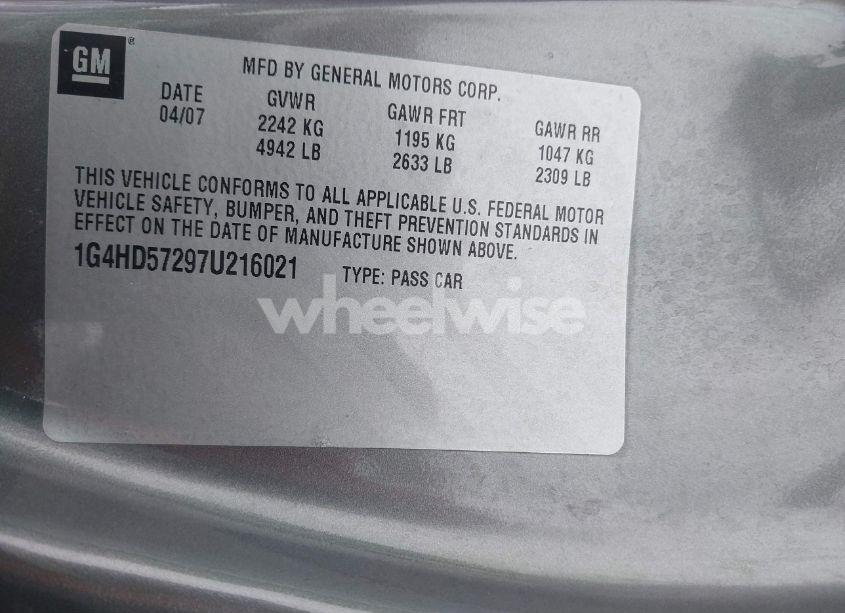 GM®
MFD BY GENERAL MOTORS CORP.
DATE GVWR GAWR FRT GAWR RR
04/07 2242 KG 1195 KG 1047 KG
4942 LB 2633 LB 2309 LB
THIS VEHICLE CONFORMS TO ALL APPLICABLE U.S. FEDERAL MOTOR
VEHICLE SAFETY, BUMPER, AND THEFT PREVENTION STANDARDS IN
EFFECT ON THE DATE OF MANUFACTURE SHOWN ABOVE.
1G4HD57297U216021 TYPE: PASS CAR
wheelwise